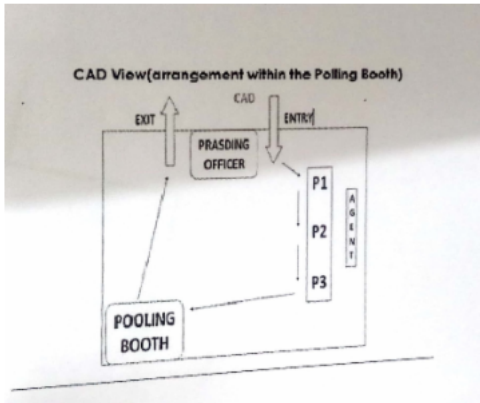 CAD View(arrangement within the Polling Booth)
CAD
EXIT
ENTRY
PRASDING
OFFICER
P1
P2
P3
AGENT
POOLING
BOOTH